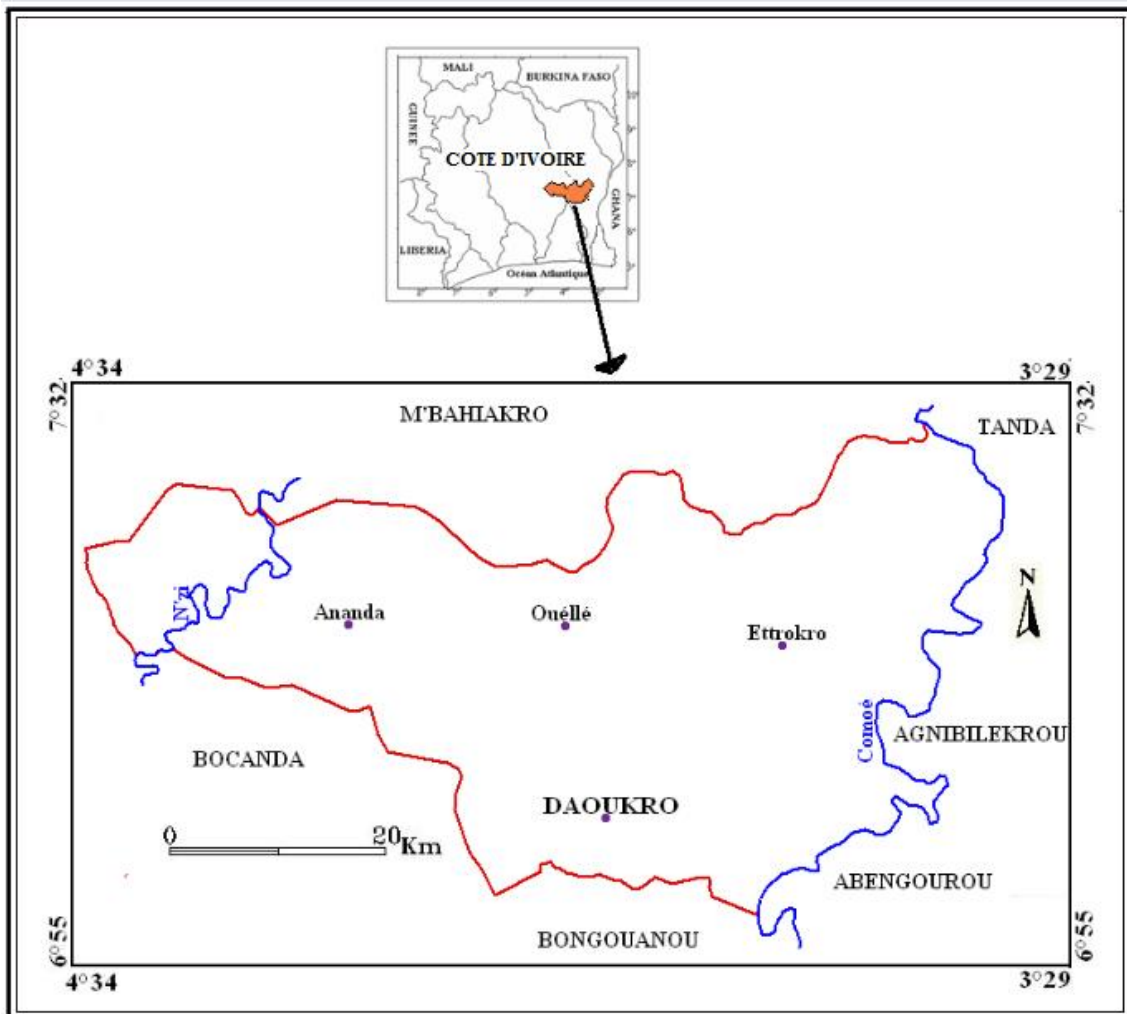 MALI
BURKINA FASO
GUINEE
COTE D'IVOIRE
GHANA
LIBERIA
Océan Atlantique
4°34
3°29
7°32
7°32
M'BAHIAKRO
TANDA
N
N'zi
Ananda
Ouéllé
Ettrokro
Comoé
AGNIBILEKROU
BOCANDA
DAOUKRO
0
20
Km
ABENGOUROU
BONGOUANOU
6°55
6°55
4°34
3°29